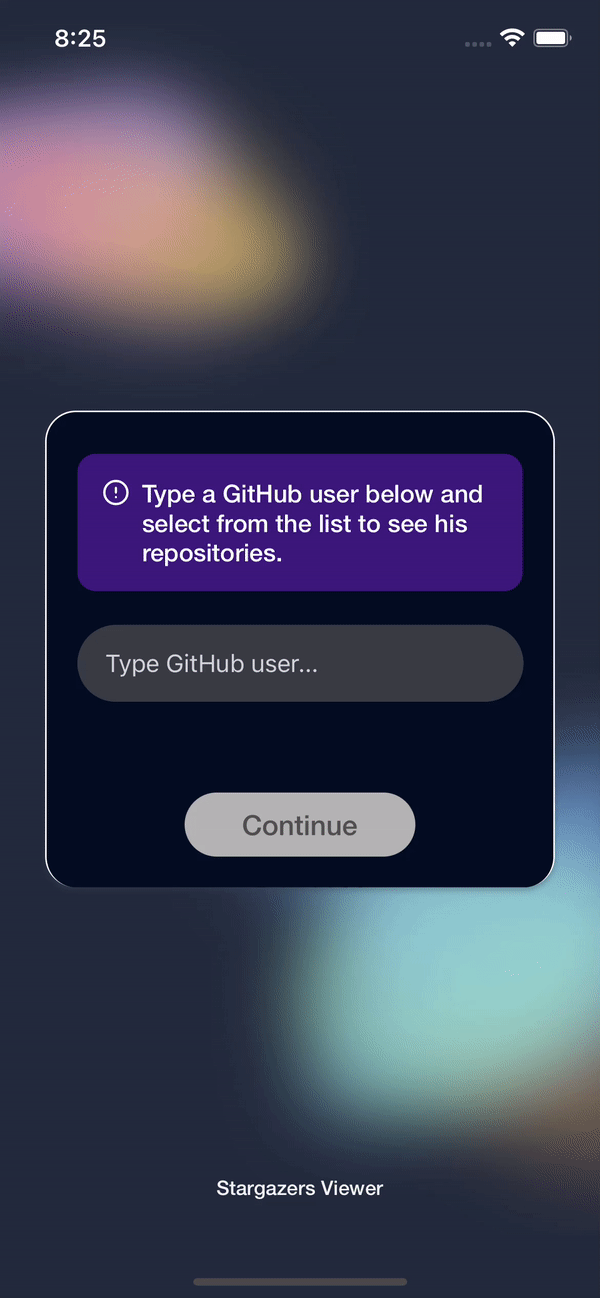 8:25
Type a GitHub user below and
select from the list to see his
repositories.
Type GitHub user...
Continue
Stargazers Viewer